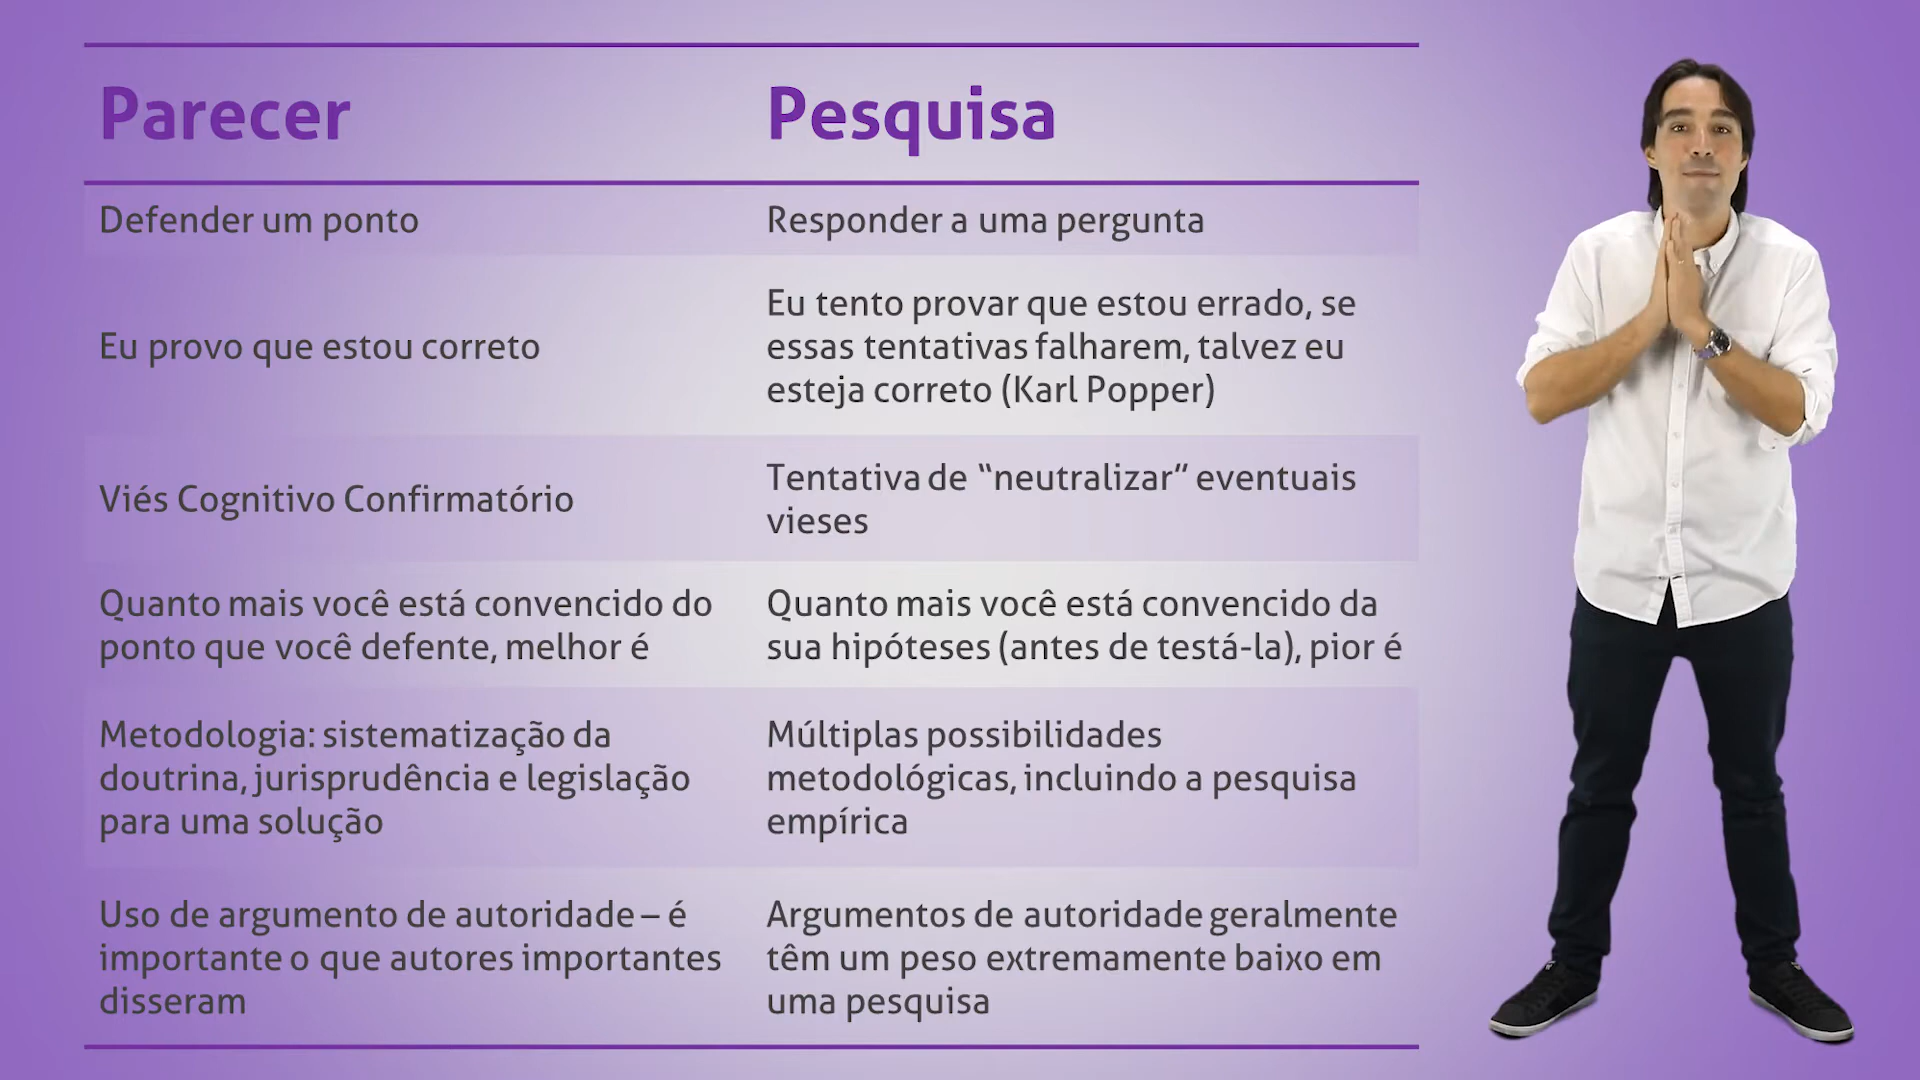 Parecer
Pesquisa
Defender um ponto
Responder a uma pergunta
Eu provo que estou correto
Eu tento provar que estou errado, se
essas tentativas falharem, talvez eu
esteja correto (Karl Popper)
Viés Cognitivo Confirmatório
Tentativa de “neutralizar” eventuais
vieses
Quanto mais você está convencido do
ponto que você defente, melhor é
Quanto mais você está convencido da
sua hipóteses (antes de testá-la), pior é
Metodologia: sistematização da
doutrina, jurisprudência e legislação
para uma solução
Múltiplas possibilidades
metodológicas, incluindo a pesquisa
empírica
Uso de argumento de autoridade – é
importante o que autores importantes
disseram
Argumentos de autoridade geralmente
têm um peso extremamente baixo em
uma pesquisa